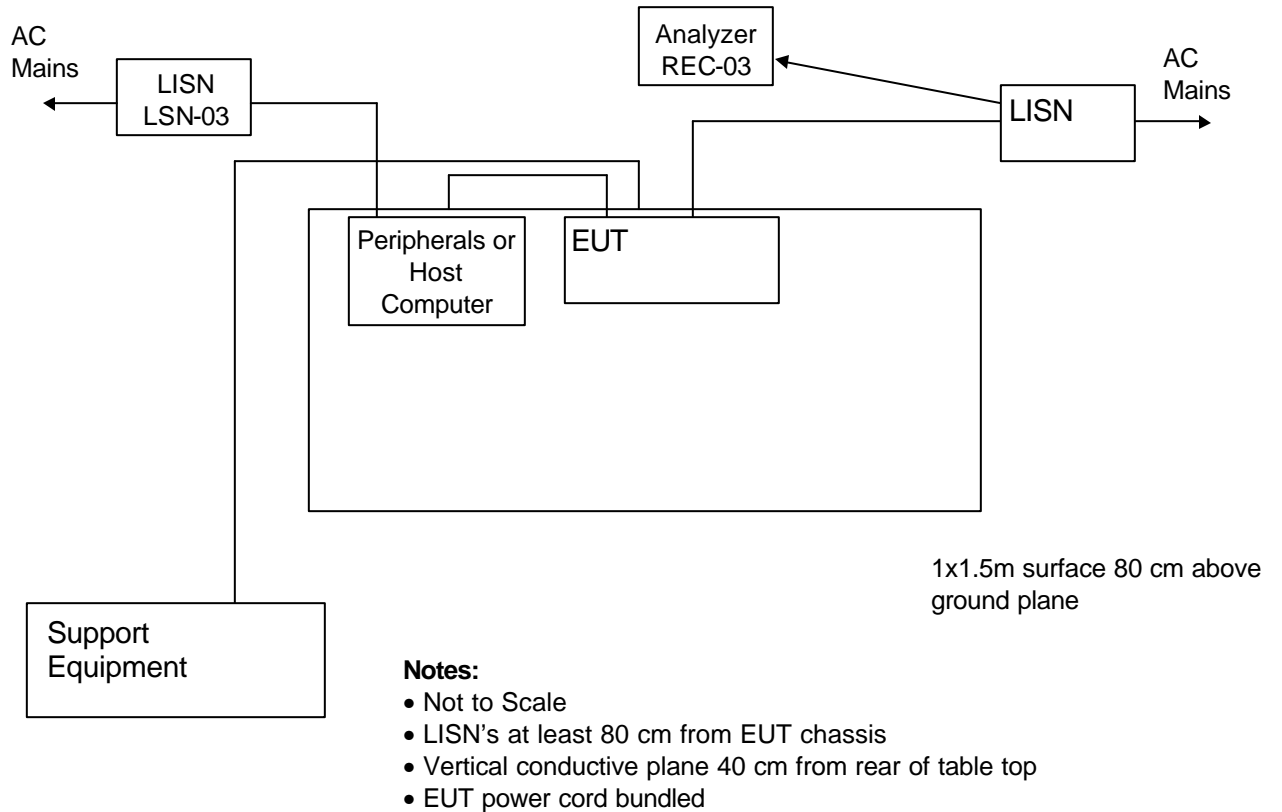 AC
Mains
LISN
LSN-03
Analyzer
REC-03
AC
Mains
LISN
Peripherals or
Host
Computer
EUT
1x1.5m surface 80 cm above
ground plane
Support
Equipment
Notes:
• Not to Scale
• LISN's at least 80 cm from EUT chassis
• Vertical conductive plane 40 cm from rear of table top
• EUT power cord bundled